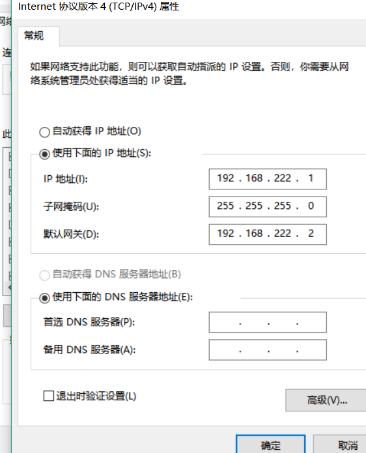 Internet 协议版本 4 (TCP/IPv4) 属性
常规
如果网络支持此功能，则可以获取自动指派的 IP 设置。否则，你需要从网
络系统管理员处获得适当的 IP 设置。
自动获得 IP 地址(O)
使用下面的 IP 地址(S):
IP 地址(I): 192 . 168 . 222 . 1
子网掩码(U): 255 . 255 . 255 . 0
默认网关(D): 192 . 168 . 222 . 2
自动获得 DNS 服务器地址(B)
使用下面的 DNS 服务器地址(E):
首选 DNS 服务器(P): . . .
备用 DNS 服务器(A): . . .
退出时验证设置(L)
高级(V)...
确定 取消